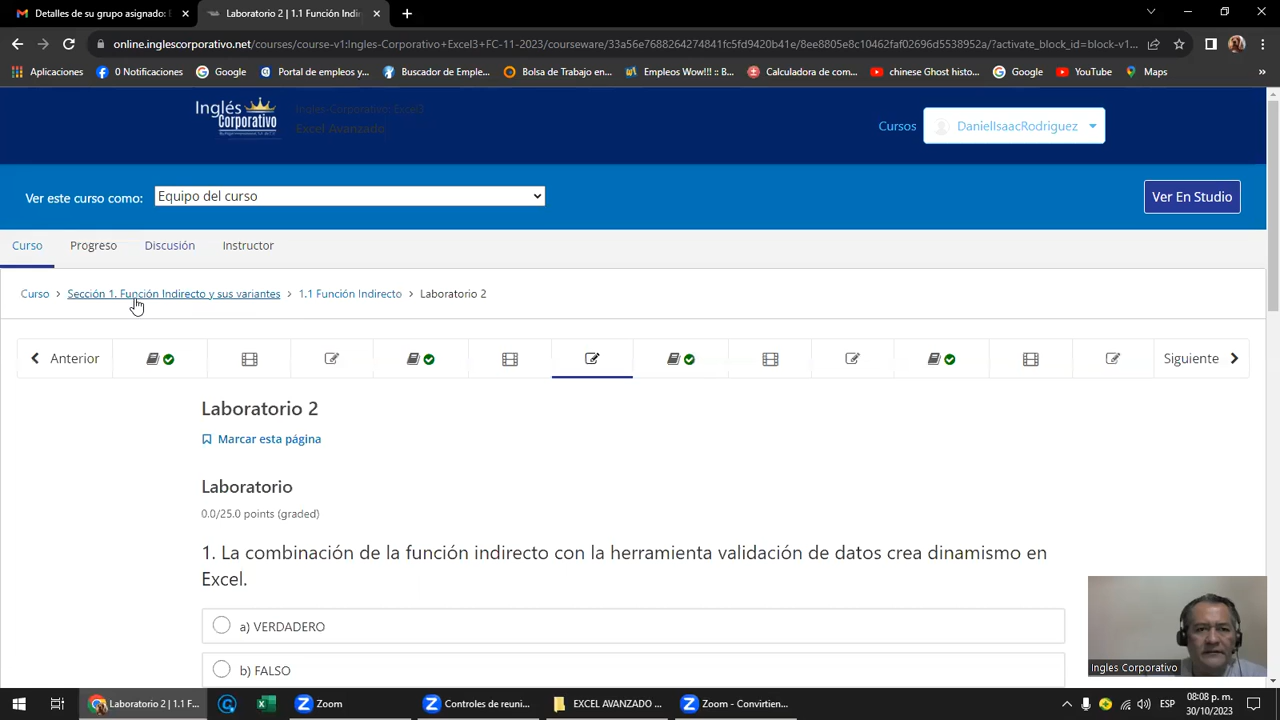 Detalles de su grupo asignado: 
Laboratorio 2 | 1.1 Función Indir
online.inglescorporativo.net/courses/course-v1:Ingles-Corporativo+Excel3+FC-11-2023/courseware/33a56e7688264274841fc5fd9420b41e/8ee8805e8c10462faf02696d5538952a/?activate_block_id=block-v1...
Aplicaciones
0 Notificaciones
Google
Portal de empleos y...
Buscador de Emple...
Bolsa de Trabajo en...
Empleos Wow!!! :: B...
Calculadora de com...
chinese Ghost histo...
Google
YouTube
Maps
Inglés Corporativo
Ingles-Corporativo: Excel3
Excel Avanzado
Cursos
DanielIsaacRodriguez
Ver este curso como:
Equipo del curso
Ver En Studio
Curso
Progreso
Discusión
Instructor
Curso > Sección 1. Función Indirecto y sus variantes > 1.1 Función Indirecto > Laboratorio 2
Anterior
Siguiente
Laboratorio 2
Marcar esta página
Laboratorio
0.0/25.0 points (graded)
1. La combinación de la función indirecto con la herramienta validación de datos crea dinamismo en
Excel.
a) VERDADERO
b) FALSO
Ingles Corporativo
Laboratorio 2 | 1.1 F...
Zoom
Controles de reuni...
EXCEL AVANZADO ...
Zoom - Convirtien...
ESP
08:08 p. m.
30/10/2023